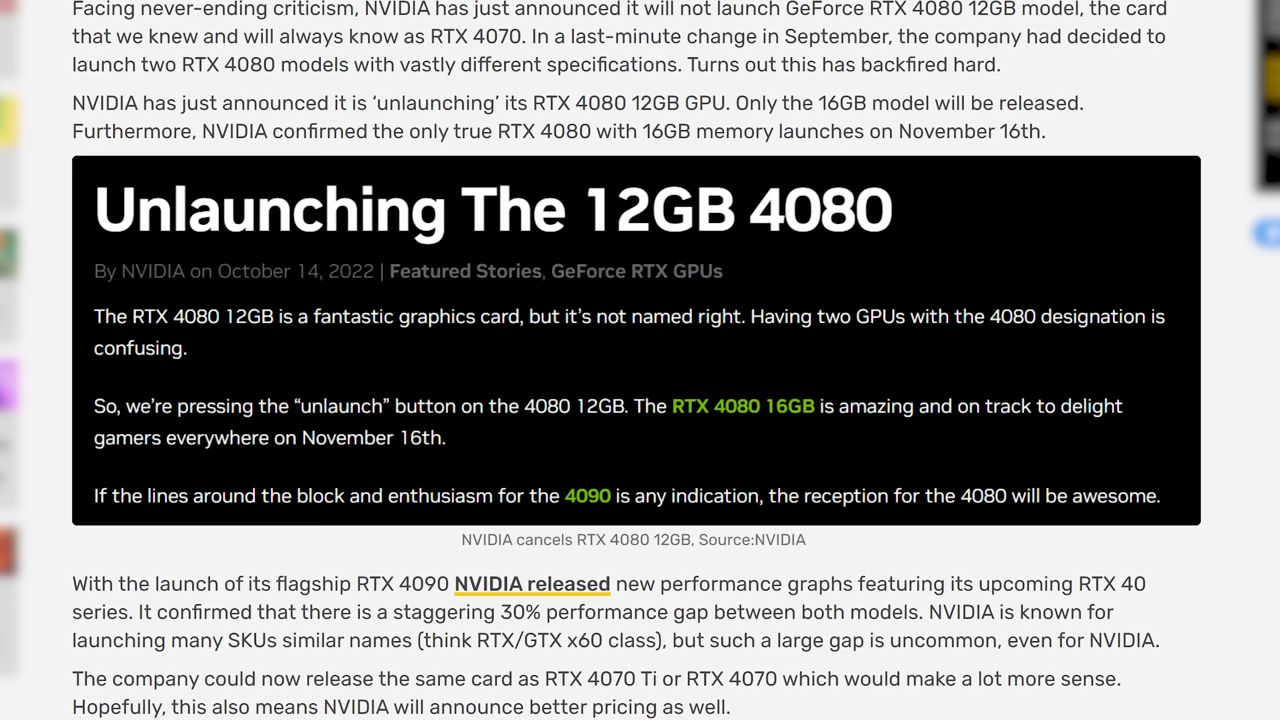 Facing never-ending criticism, NVIDIA has just announced it will not launch GeForce RTX 4080 12GB model, the card
that we knew and will always know as RTX 4070. In a last-minute change in September, the company had decided to
launch two RTX 4080 models with vastly different specifications. Turns out this has backfired hard.
NVIDIA has just announced it is ‘unlaunching’ its RTX 4080 12GB GPU. Only the 16GB model will be released.
Furthermore, NVIDIA confirmed the only true RTX 4080 with 16GB memory launches on November 16th.
Unlaunching The 12GB 4080
By NVIDIA on October 14, 2022 | Featured Stories, GeForce RTX GPUs
The RTX 4080 12GB is a fantastic graphics card, but it’s not named right. Having two GPUs with the 4080 designation is
confusing.
So, we’re pressing the “unlaunch” button on the 4080 12GB. The RTX 4080 16GB is amazing and on track to delight
gamers everywhere on November 16th.
If the lines around the block and enthusiasm for the 4090 is any indication, the reception for the 4080 will be awesome.
NVIDIA cancels RTX 4080 12GB, Source:NVIDIA
With the launch of its flagship RTX 4090 NVIDIA released new performance graphs featuring its upcoming RTX 40
series. It confirmed that there is a staggering 30% performance gap between both models. NVIDIA is known for
launching many SKUs similar names (think RTX/GTX x60 class), but such a large gap is uncommon, even for NVIDIA.
The company could now release the same card as RTX 4070 Ti or RTX 4070 which would make a lot more sense.
Hopefully, this also means NVIDIA will announce better pricing as well.